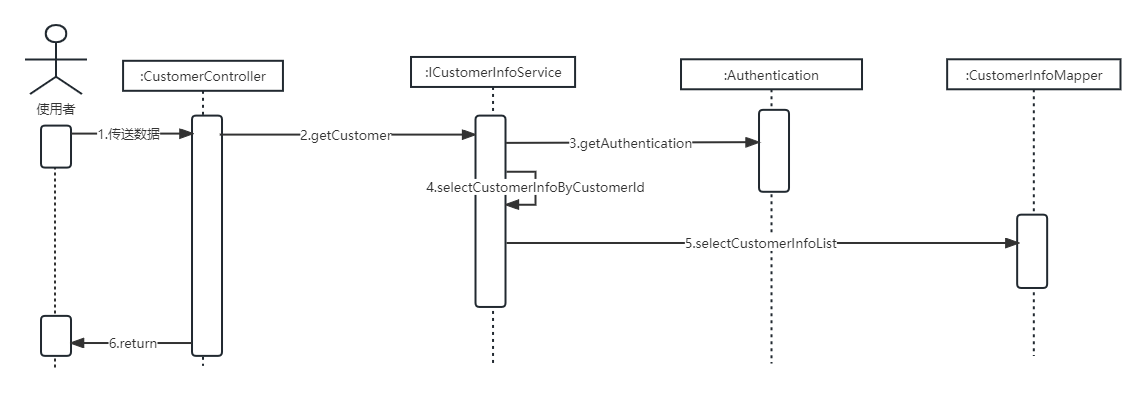 :CustomerController
:ICustomerInfoService
:Authentication
:CustomerInfoMapper
使用者
1.传送数据
2.getCustomer
3.getAuthentication
4.selectCustomerInfoByCustomerId
5.selectCustomerInfoList
6.return